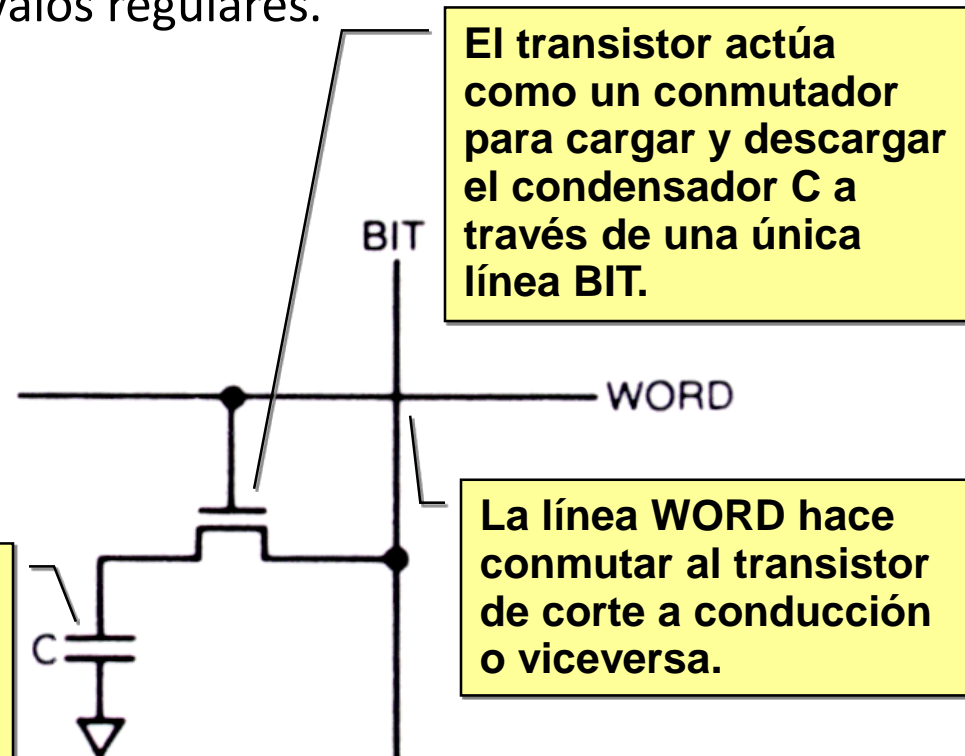 valos regulares.
El transistor actúa
como un conmutador
para cargar y descargar
el condensador C a
través de una única
línea BIT.
BIT
WORD
La línea WORD hace
conmutar al transistor
de corte a conducción
o viceversa.
C